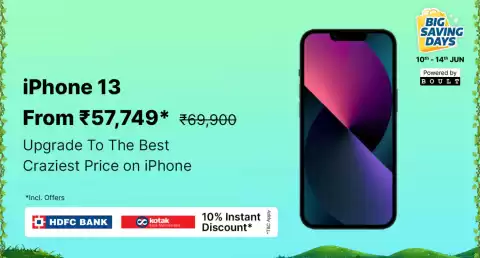 BIG
SAVING
DAYS
10th - 14th JUN
Powered by
BOULT
iPhone 13
From ₹57,749* ₹69,900
Upgrade To The Best
Craziest Price on iPhone
*Incl. Offers
HDFC BANK
kotak
10% Instant
Discount*
*T&C Apply